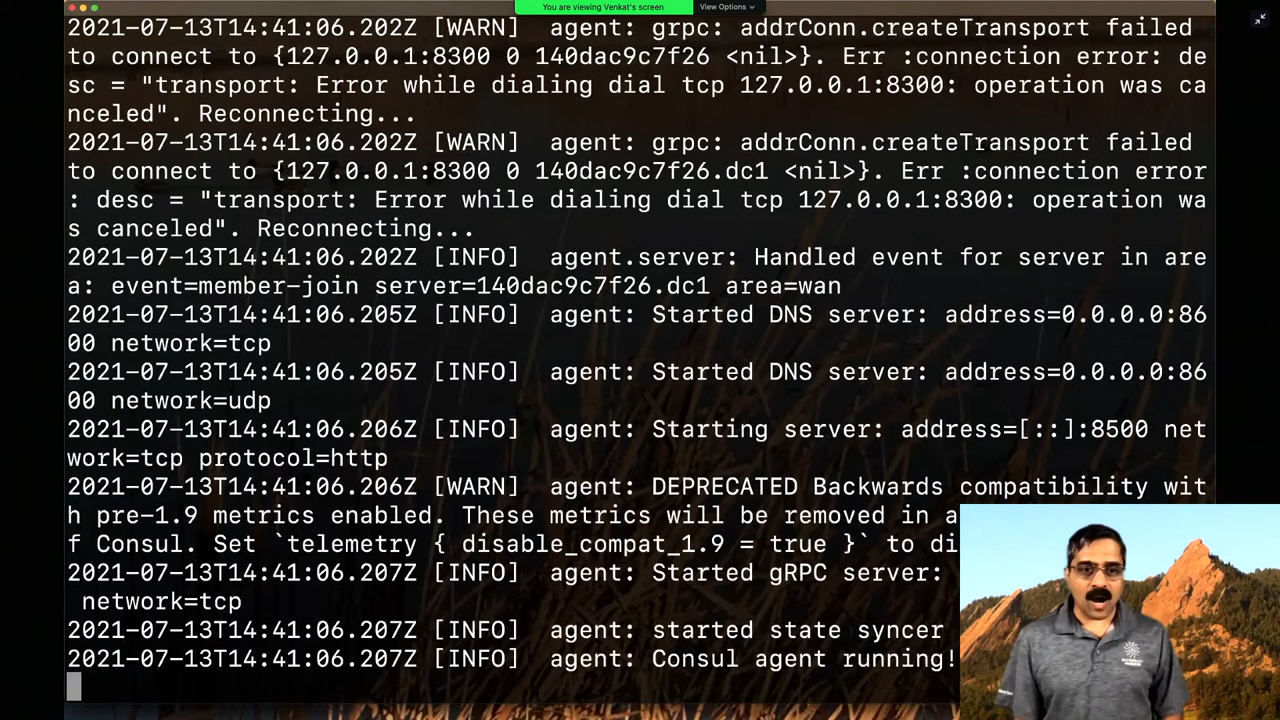 You are viewing Venkat's screen
View Options
2021-07-13T14:41:06.202Z [WARN]  agent: grpc: addrConn.createTransport failed
to connect to {127.0.0.1:8300 0 140dac9c7f26 <nil>}. Err :connection error: de
sc = "transport: Error while dialing dial tcp 127.0.0.1:8300: operation was ca
nceled". Reconnecting...
2021-07-13T14:41:06.202Z [WARN]  agent: grpc: addrConn.createTransport failed
to connect to {127.0.0.1:8300 0 140dac9c7f26.dc1 <nil>}. Err :connection error
: desc = "transport: Error while dialing dial tcp 127.0.0.1:8300: operation wa
s canceled". Reconnecting...
2021-07-13T14:41:06.202Z [INFO]  agent.server: Handled event for server in are
a: event=member-join server=140dac9c7f26.dc1 area=wan
2021-07-13T14:41:06.205Z [INFO]  agent: Started DNS server: address=0.0.0.0:86
00 network=tcp
2021-07-13T14:41:06.205Z [INFO]  agent: Started DNS server: address=0.0.0.0:86
00 network=udp
2021-07-13T14:41:06.206Z [INFO]  agent: Starting server: address=[::]:8500 net
work=tcp protocol=http
2021-07-13T14:41:06.206Z [WARN]  agent: DEPRECATED Backwards compatibility wit
h pre-1.9 metrics enabled. These metrics will be removed in a
f Consul. Set `telemetry { disable_compat_1.9 = true }` to di
2021-07-13T14:41:06.207Z [INFO]  agent: Started gRPC server:
network=tcp
2021-07-13T14:41:06.207Z [INFO]  agent: started state syncer
2021-07-13T14:41:06.207Z [INFO]  agent: Consul agent running!